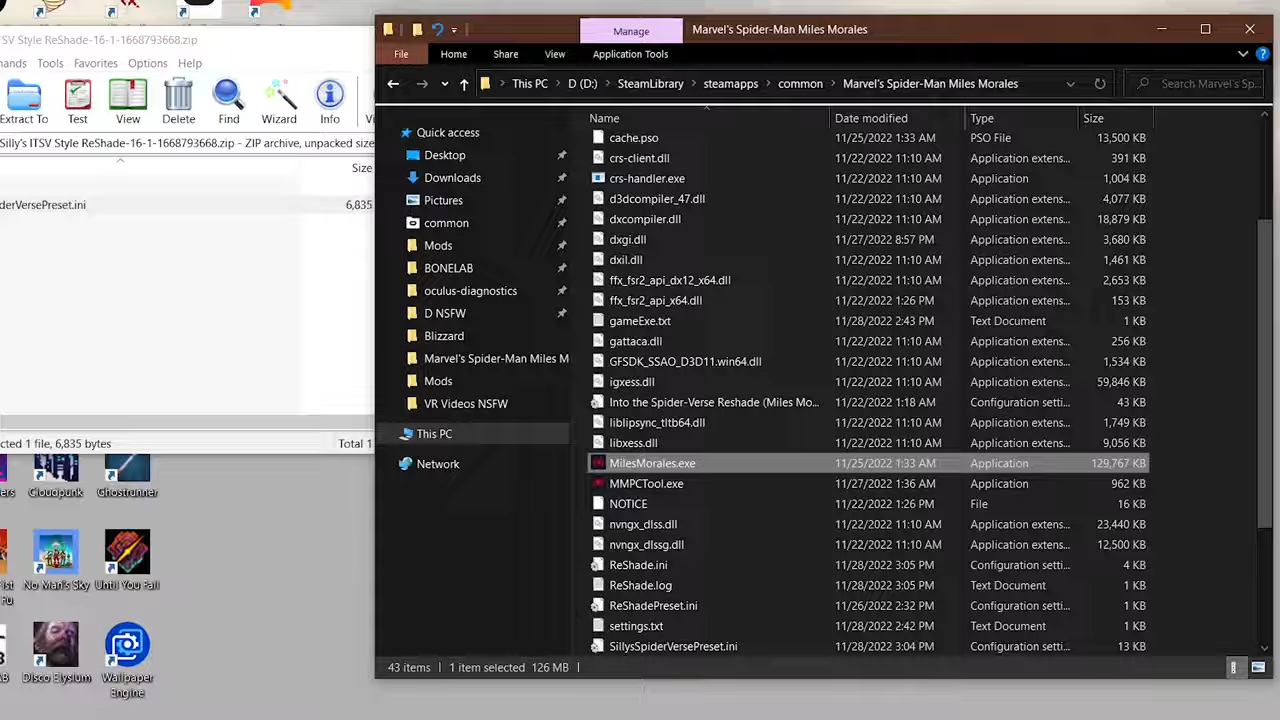 ITSV Style ReShade-16-1-1668793668.zip
Tools Favorites Options Help
Extract To Test View Delete Find Wizard Info
Silly's ITSV Style ReShade-16-1-1668793668.zip - ZIP archive, unpacked size
Size
derVersePreset.ini 6,835
cted 1 file, 6,835 bytes Total 1
Cloudpunk Ghostrunner
No Man's Sky Until You Fall
Fu
Disco Elysium Wallpaper Engine
Manage Marvel's Spider-Man Miles Morales
File Home Share View Application Tools
This PC D (D:) SteamLibrary steamapps common Marvel's Spider-Man Miles Morales Search Marvel's Sp...
Quick access
Desktop
Downloads
Pictures
common
Mods
BONELAB
oculus-diagnostics
D NSFW
Blizzard
Marvel's Spider-Man Miles M
Mods
VR Videos NSFW
This PC
Network
Name Date modified Type Size
cache.pso 11/25/2022 1:33 AM PSO File 13,500 KB
crs-client.dll 11/22/2022 11:10 AM Application extens... 391 KB
crs-handler.exe 11/22/2022 11:10 AM Application 1,004 KB
d3dcompiler_47.dll 11/22/2022 11:10 AM Application extens... 4,077 KB
dxcompiler.dll 11/22/2022 11:10 AM Application extens... 18,879 KB
dxgi.dll 11/27/2022 8:57 PM Application extens... 3,680 KB
dxil.dll 11/22/2022 11:10 AM Application extens... 1,461 KB
ffx_fsr2_api_dx12_x64.dll 11/22/2022 11:10 AM Application extens... 2,653 KB
ffx_fsr2_api_x64.dll 11/22/2022 1:26 PM Application extens... 153 KB
gameExe.txt 11/28/2022 2:43 PM Text Document 1 KB
gattaca.dll 11/22/2022 11:10 AM Application extens... 256 KB
GFSDK_SSAO_D3D11.win64.dll 11/22/2022 11:10 AM Application extens... 1,534 KB
igxess.dll 11/22/2022 11:10 AM Application extens... 59,846 KB
Into the Spider-Verse Reshade (Miles Mo... 11/22/2022 1:18 AM Configuration setti... 43 KB
liblipsync_tltb64.dll 11/22/2022 11:10 AM Application extens... 1,749 KB
libxess.dll 11/22/2022 11:10 AM Application extens... 9,056 KB
MilesMorales.exe 11/25/2022 1:33 AM Application 129,767 KB
MMPCTool.exe 11/27/2022 1:36 AM Application 962 KB
NOTICE 11/22/2022 1:26 PM File 16 KB
nvngx_dlss.dll 11/22/2022 11:10 AM Application extens... 23,440 KB
nvngx_dlssg.dll 11/22/2022 11:10 AM Application extens... 12,500 KB
ReShade.ini 11/28/2022 3:05 PM Configuration setti... 4 KB
ReShade.log 11/28/2022 3:05 PM Text Document 1 KB
ReShadePreset.ini 11/26/2022 2:32 PM Configuration setti... 1 KB
settings.txt 11/28/2022 2:42 PM Text Document 1 KB
SillysSpiderVersePreset.ini 11/28/2022 3:04 PM Configuration setti... 13 KB
43 items 1 item selected 126 MB